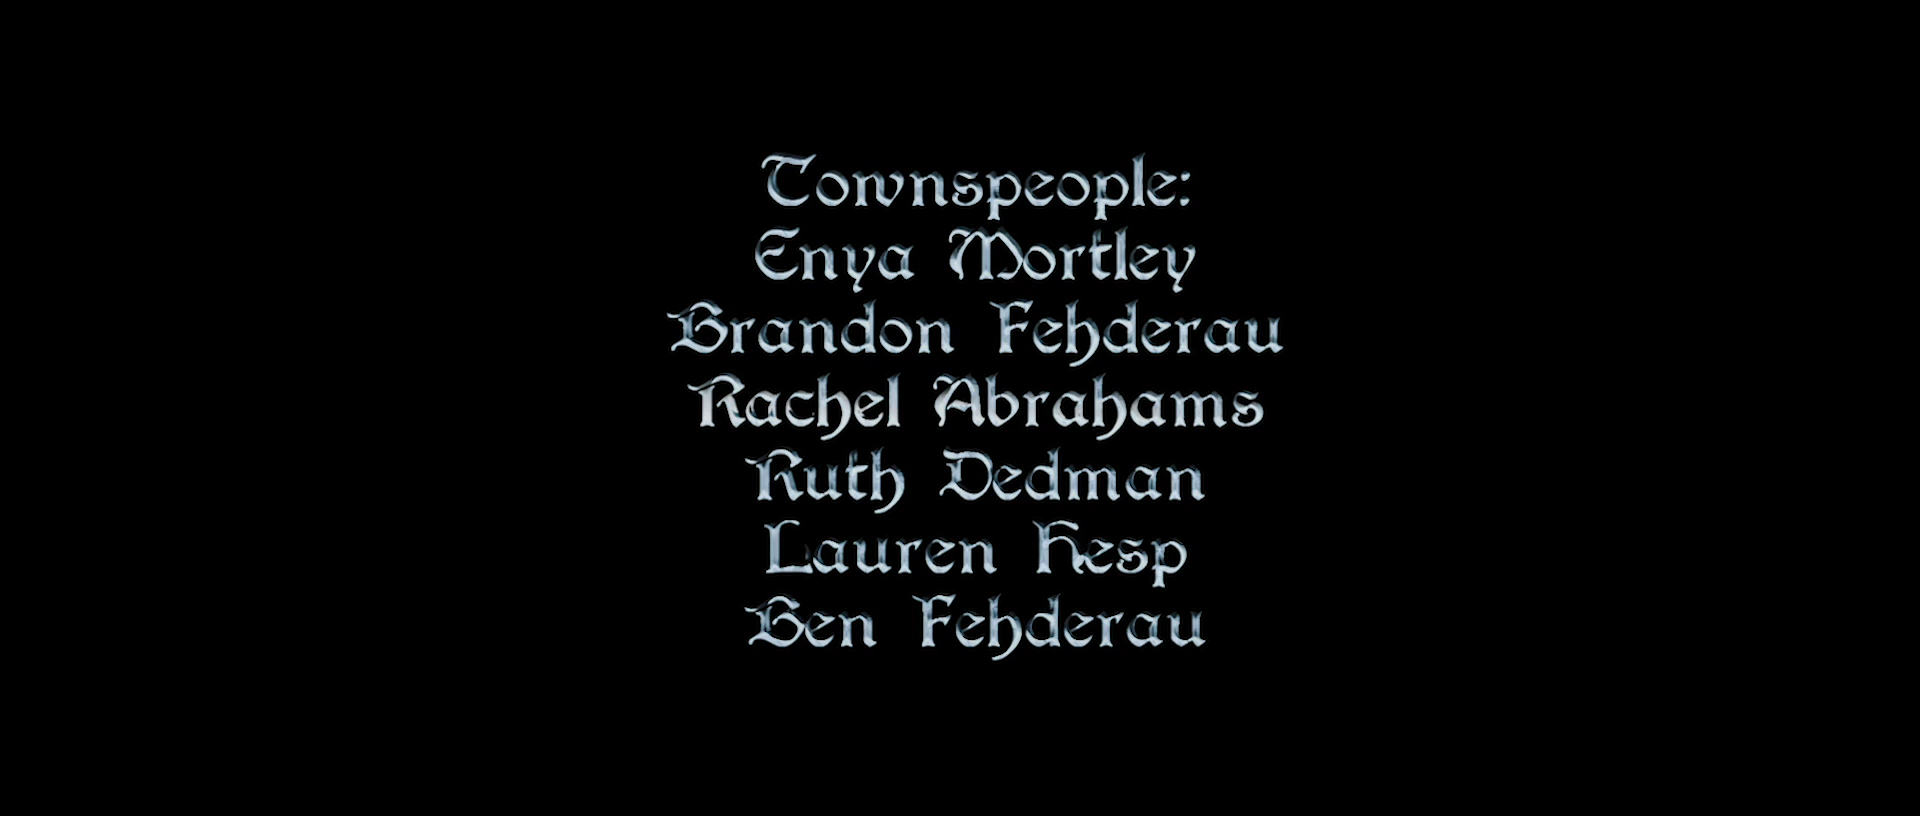 Townspeople:
Enya Mortley
Brandon Fehderau
Rachel Abrahams
Ruth Dedman
Lauren Hesp
Ben Fehderau